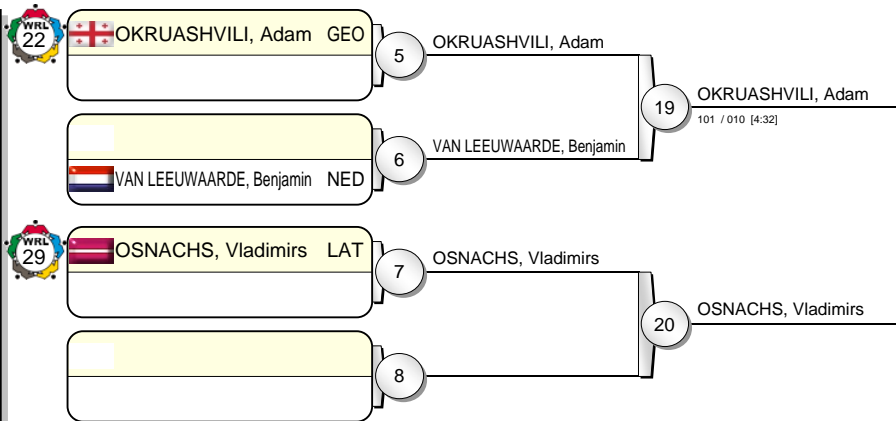 WRL
22
OKRUASHVILI, Adam GEO
5
OKRUASHVILI, Adam
19
OKRUASHVILI, Adam
101 / 010 [4:32]
6
VAN LEEUWAARDE, Benjamin
VAN LEEUWAARDE, Benjamin NED
WRL
29
OSNACHS, Vladimirs LAT
7
OSNACHS, Vladimirs
20
OSNACHS, Vladimirs
8